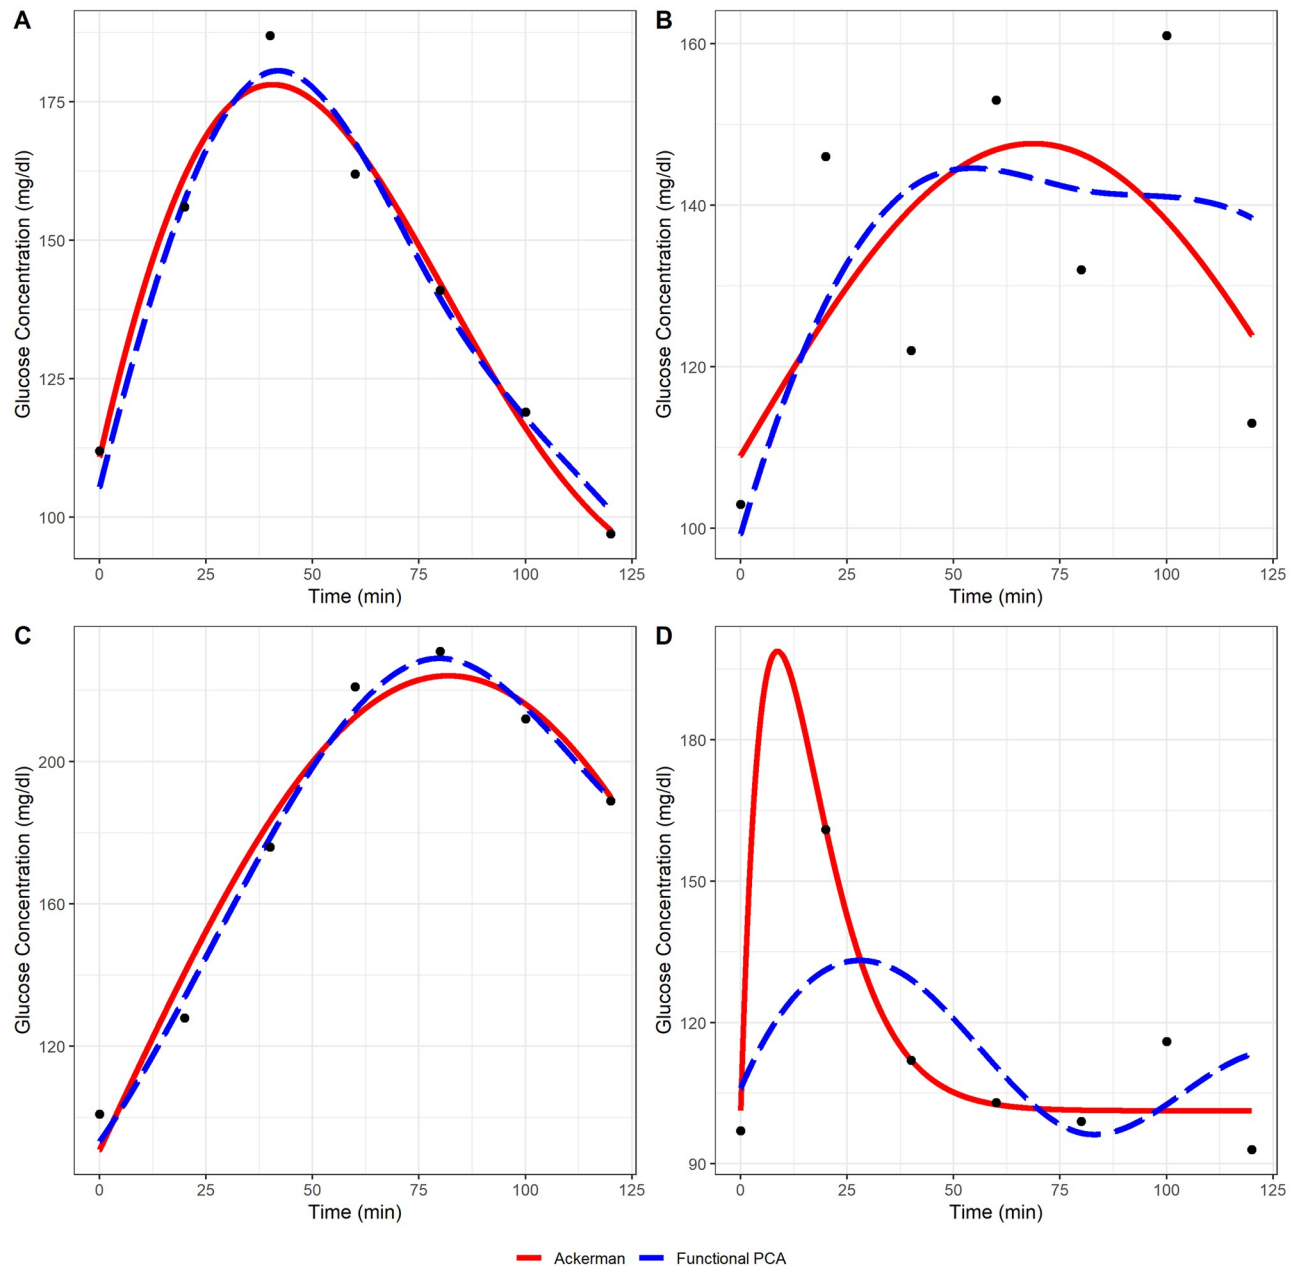 A
B
Glucose Concentration (mg/dl)
175
150
125
100
0 25 50 75 100 125
Time (min)
Glucose Concentration (mg/dl)
160
140
120
100
0 25 50 75 100 125
Time (min)
C
D
Glucose Concentration (mg/dl)
200
160
120
0 25 50 75 100 125
Time (min)
Glucose Concentration (mg/dl)
180
150
120
90
0 25 50 75 100 125
Time (min)
Ackerman Functional PCA